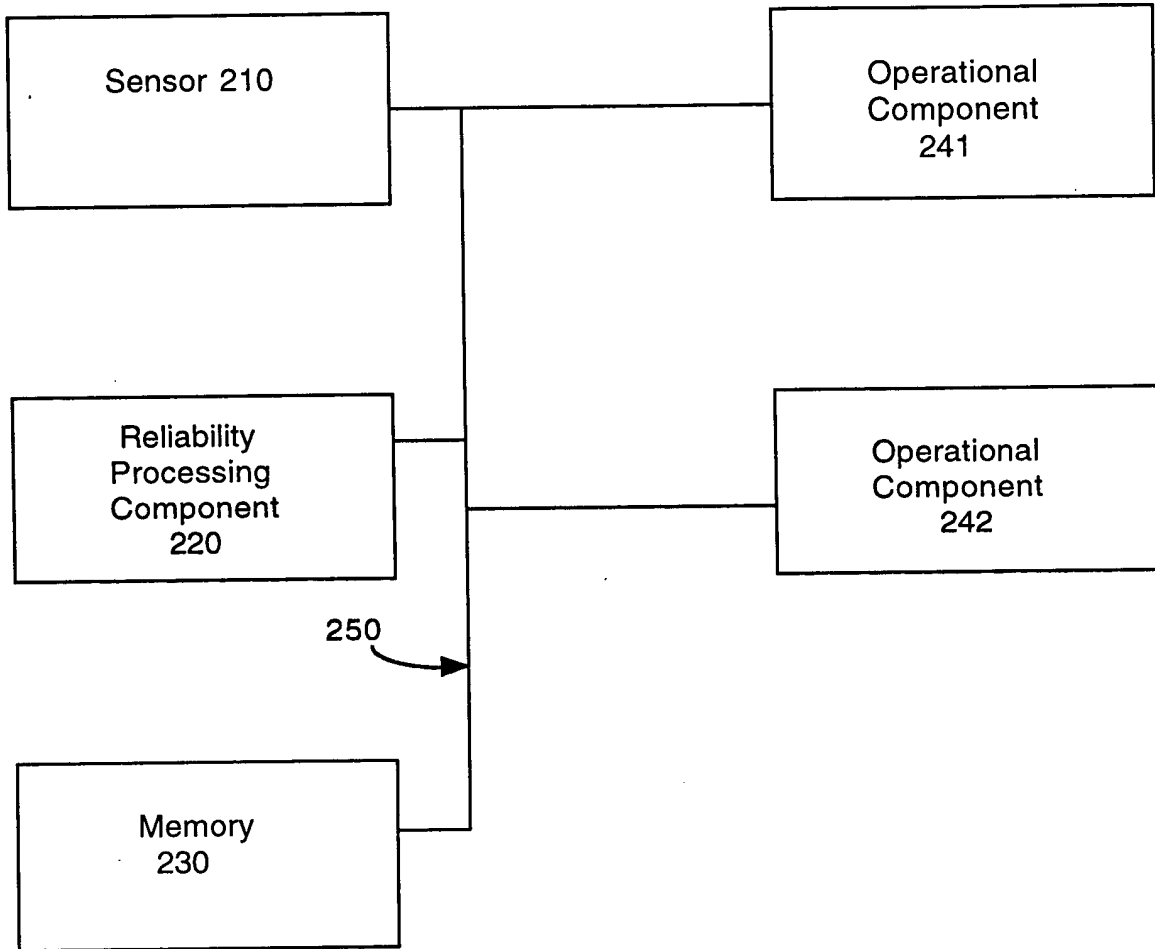 Sensor 210
Operational
Component
241
Reliability
Processing
Component
220
Operational
Component
242
250
Memory
230